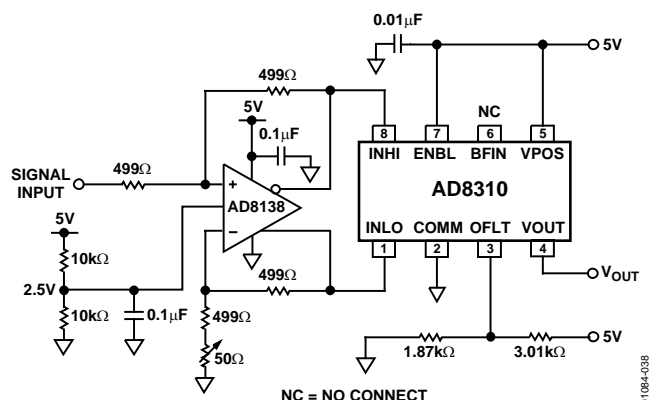 0.01μF
5V
499Ω
NC
5V
0.1μF
8
7
6
5
INHI
ENBL
BFIN
VPOS
SIGNAL
INPUT
499Ω
+
AD8138
–
AD8310
5V
10kΩ
INLO
COMM
OFLT
VOUT
1
2
3
4
2.5V
499Ω
VOUT
10kΩ
0.1μF
499Ω
50Ω
1.87kΩ
3.01kΩ
5V
NC = NO CONNECT
01084-038